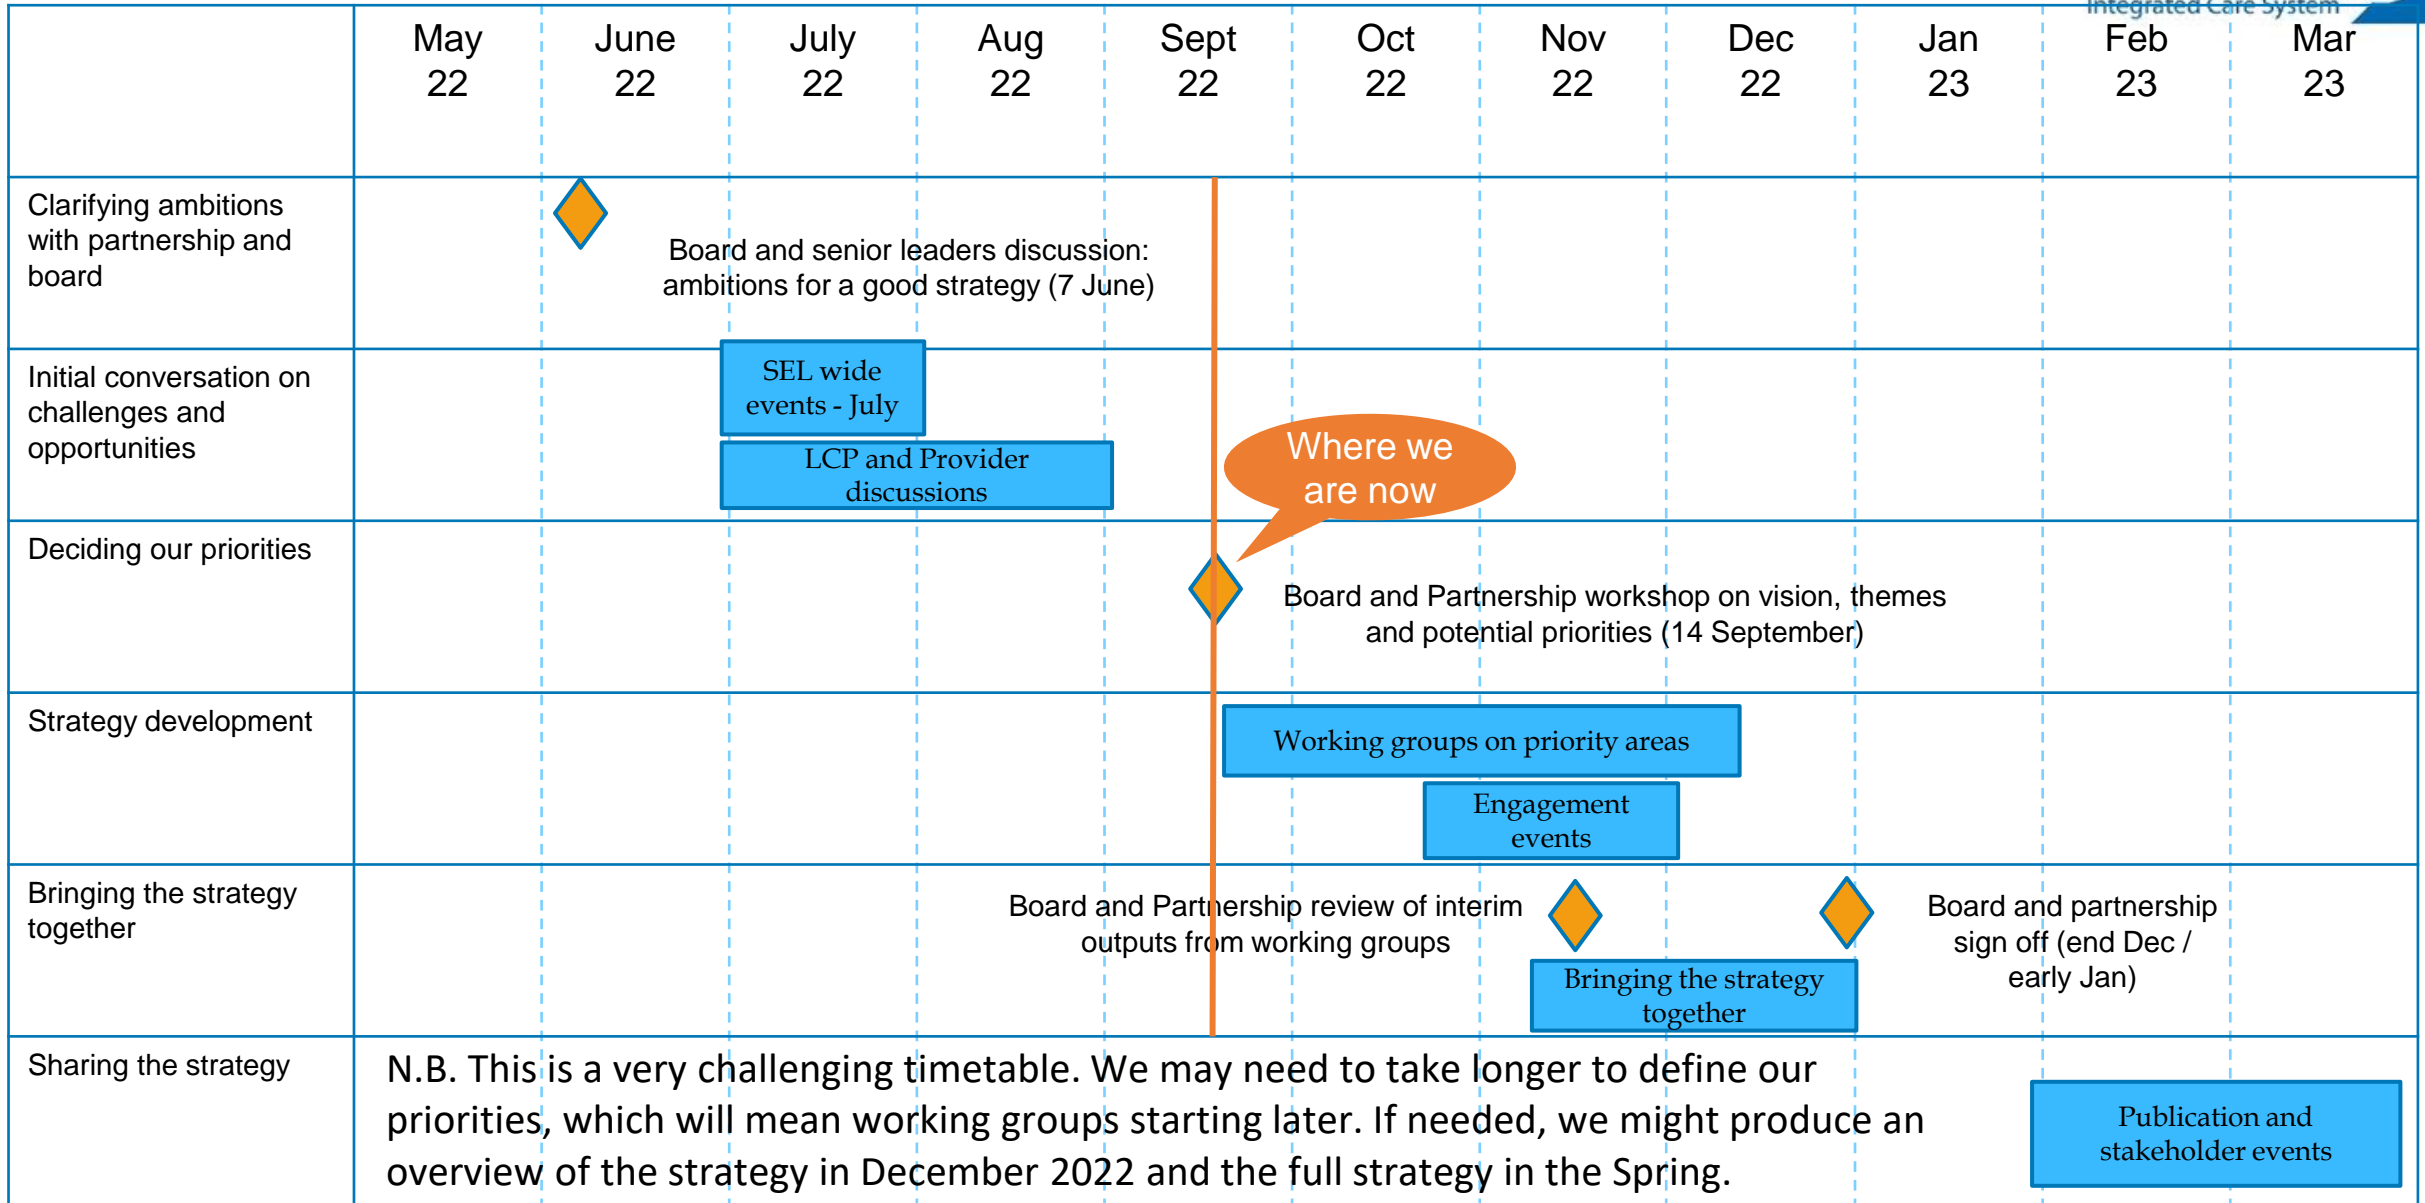 Integrated Care System
May
22
June
22
July
22
Aug
22
Sept
22
Oct
22
Nov
22
Dec
22
Jan
23
Feb
23
Mar
23
Clarifying ambitions
with partnership and
board
Board and senior leaders discussion:
ambitions for a good strategy (7 June)
Initial conversation on
challenges and
opportunities
SEL wide
events - July
LCP and Provider
discussions
Where we
are now
Deciding our priorities
Board and Partnership workshop on vision, themes
and potential priorities (14 September)
Strategy development
Working groups on priority areas
Engagement
events
Bringing the strategy
together
Board and Partnership review of interim
outputs from working groups
Bringing the strategy
together
Board and partnership
sign off (end Dec /
early Jan)
Sharing the strategy
N.B. This is a very challenging timetable. We may need to take longer to define our
priorities, which will mean working groups starting later. If needed, we might produce an
overview of the strategy in December 2022 and the full strategy in the Spring.
Publication and
stakeholder events